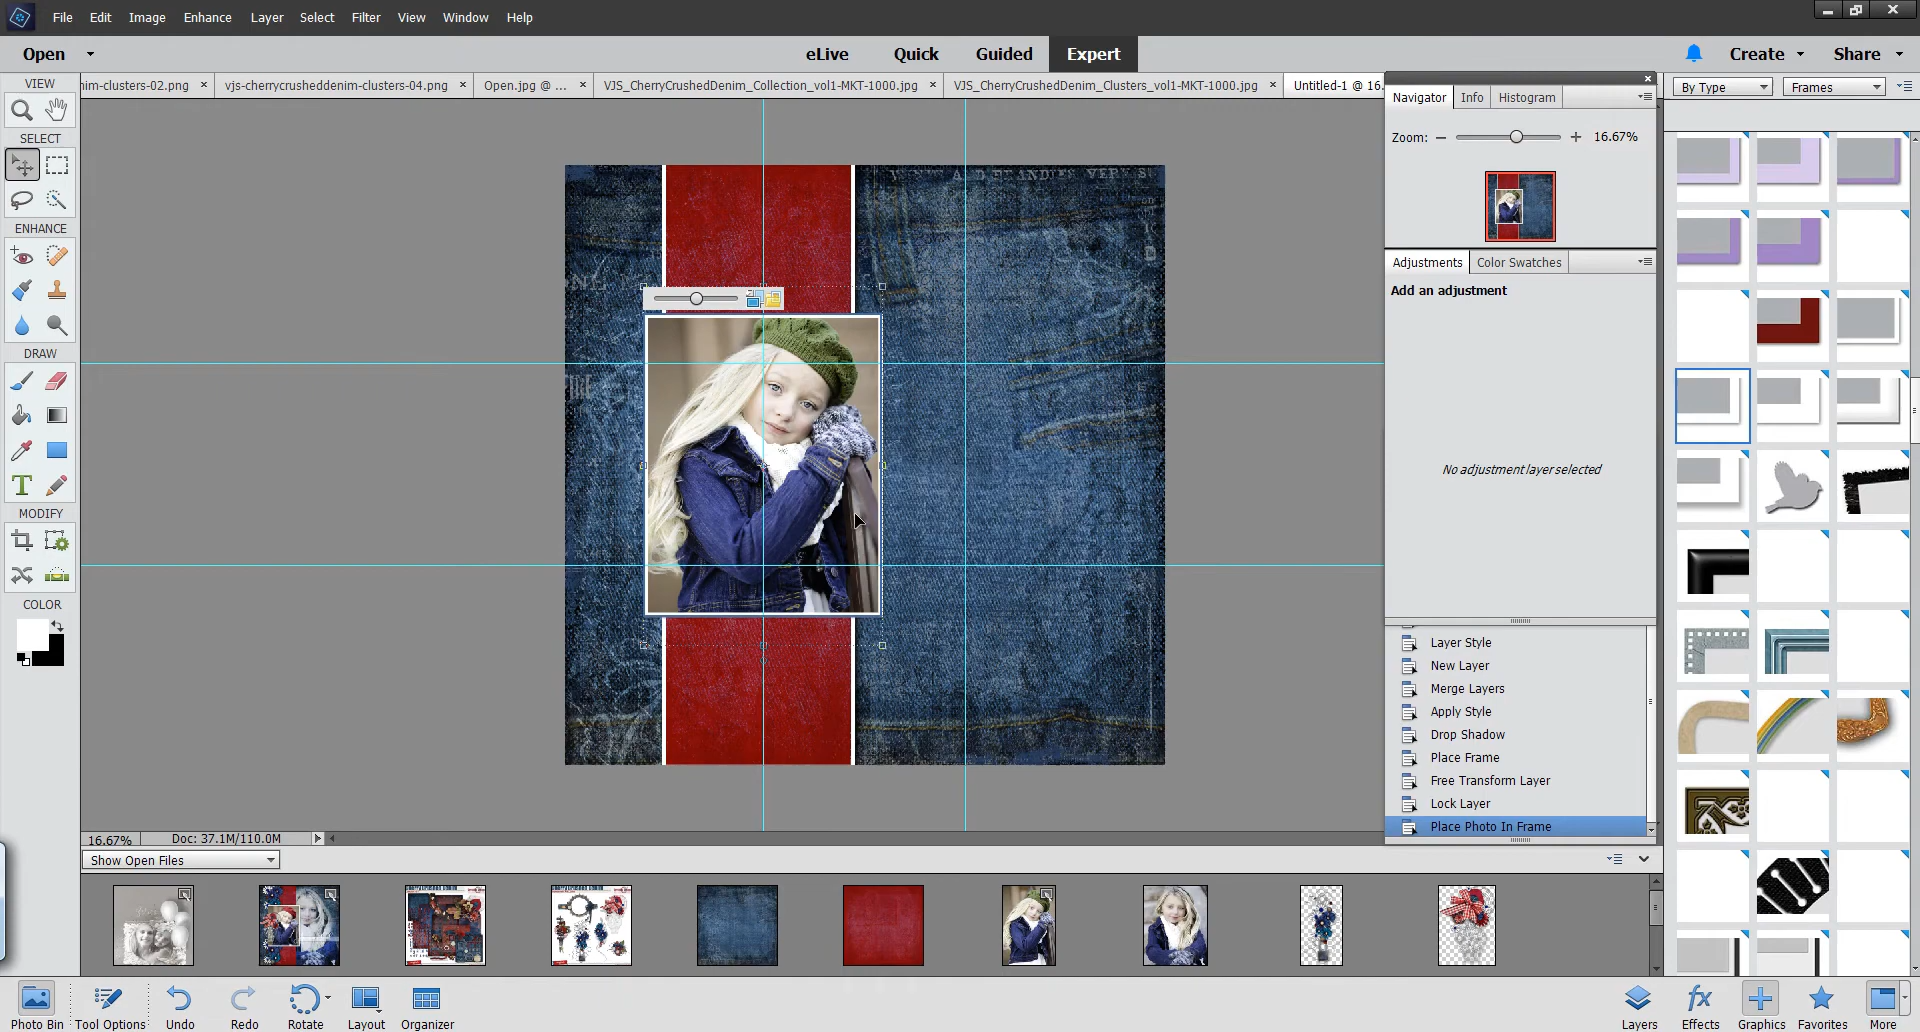 File Edit Image Enhance Layer Select Filter View Window Help
Open eLive Quick Guided Expert Create Share
nim-clusters-02.png × vjs-cherrycrusheddenim-clusters-04.png × Open.jpg @ ... × VJS_CherryCrushedDenim_Collection_vol1-MKT-1000.jpg × VJS_CherryCrushedDenim_Clusters_vol1-MKT-1000.jpg × Untitled-1 @ 16.
By Type Frames
VIEW
SELECT
ENHANCE
DRAW
T
MODIFY
COLOR
Navigator Info Histogram
Zoom: 16.67%
Adjustments Color Swatches
Add an adjustment
No adjustment layer selected
Layer Style
New Layer
Merge Layers
Apply Style
Drop Shadow
Place Frame
Free Transform Layer
Lock Layer
Place Photo In Frame
16.67% Doc: 37.1M/110.0M
Show Open Files
Photo Bin Tool Options Undo Redo Rotate Layout Organizer
fx
Layers Effects Graphics Favorites More